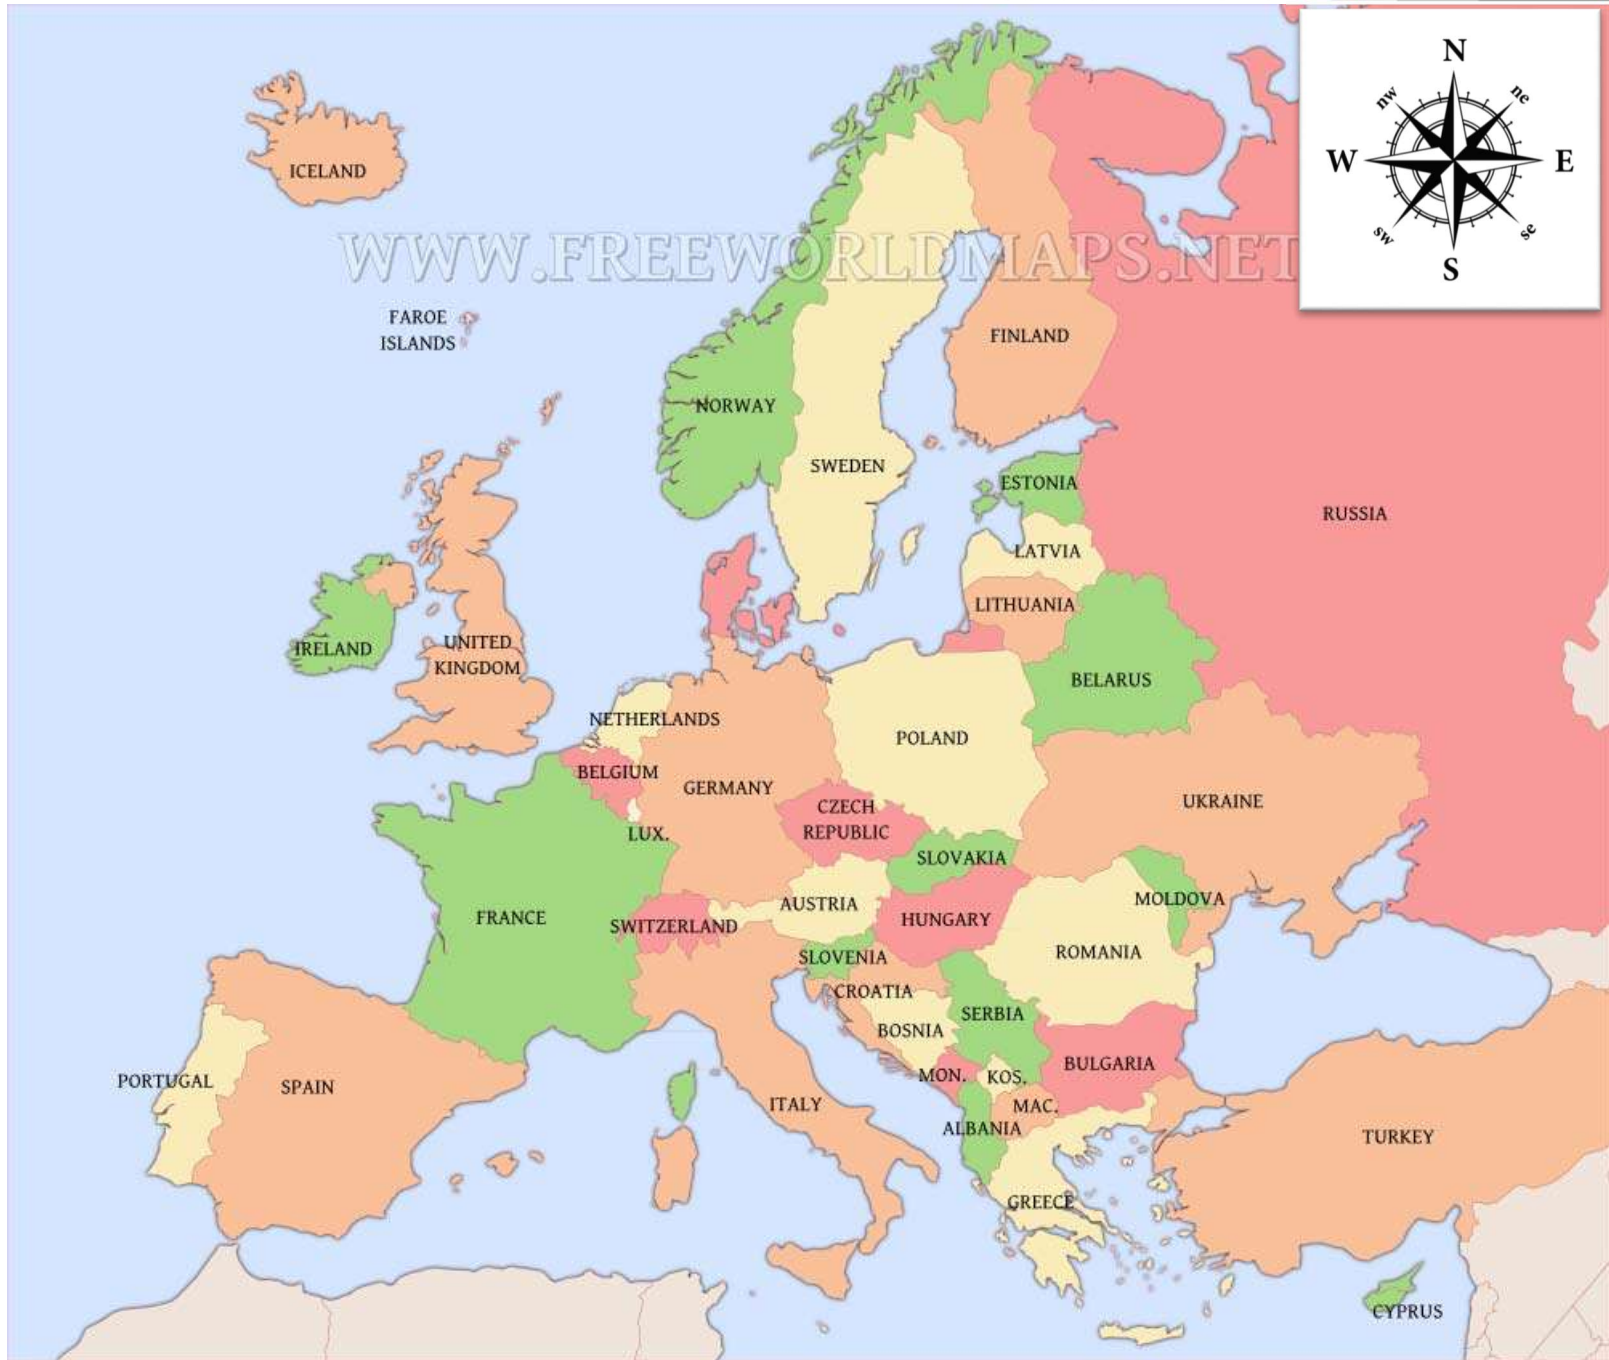 N
nw
ne
W
E
sw
se
S
ICELAND
WWW.FREEWORLDMAPS.NET
FAROE
ISLANDS
FINLAND
NORWAY
SWEDEN
ESTONIA
RUSSIA
LATVIA
LITHUANIA
IRELAND
UNITED
KINGDOM
BELARUS
NETHERLANDS
POLAND
BELGIUM
GERMANY
UKRAINE
CZECH
REPUBLIC
LUX.
SLOVAKIA
MOLDOVA
AUSTRIA
FRANCE
SWITZERLAND
HUNGARY
ROMANIA
SLOVENIA
CROATIA
SERBIA
BOSNIA
BULGARIA
MON.
KOS.
PORTUGAL
SPAIN
ITALY
MAC.
ALBANIA
TURKEY
GREECE
CYPRUS